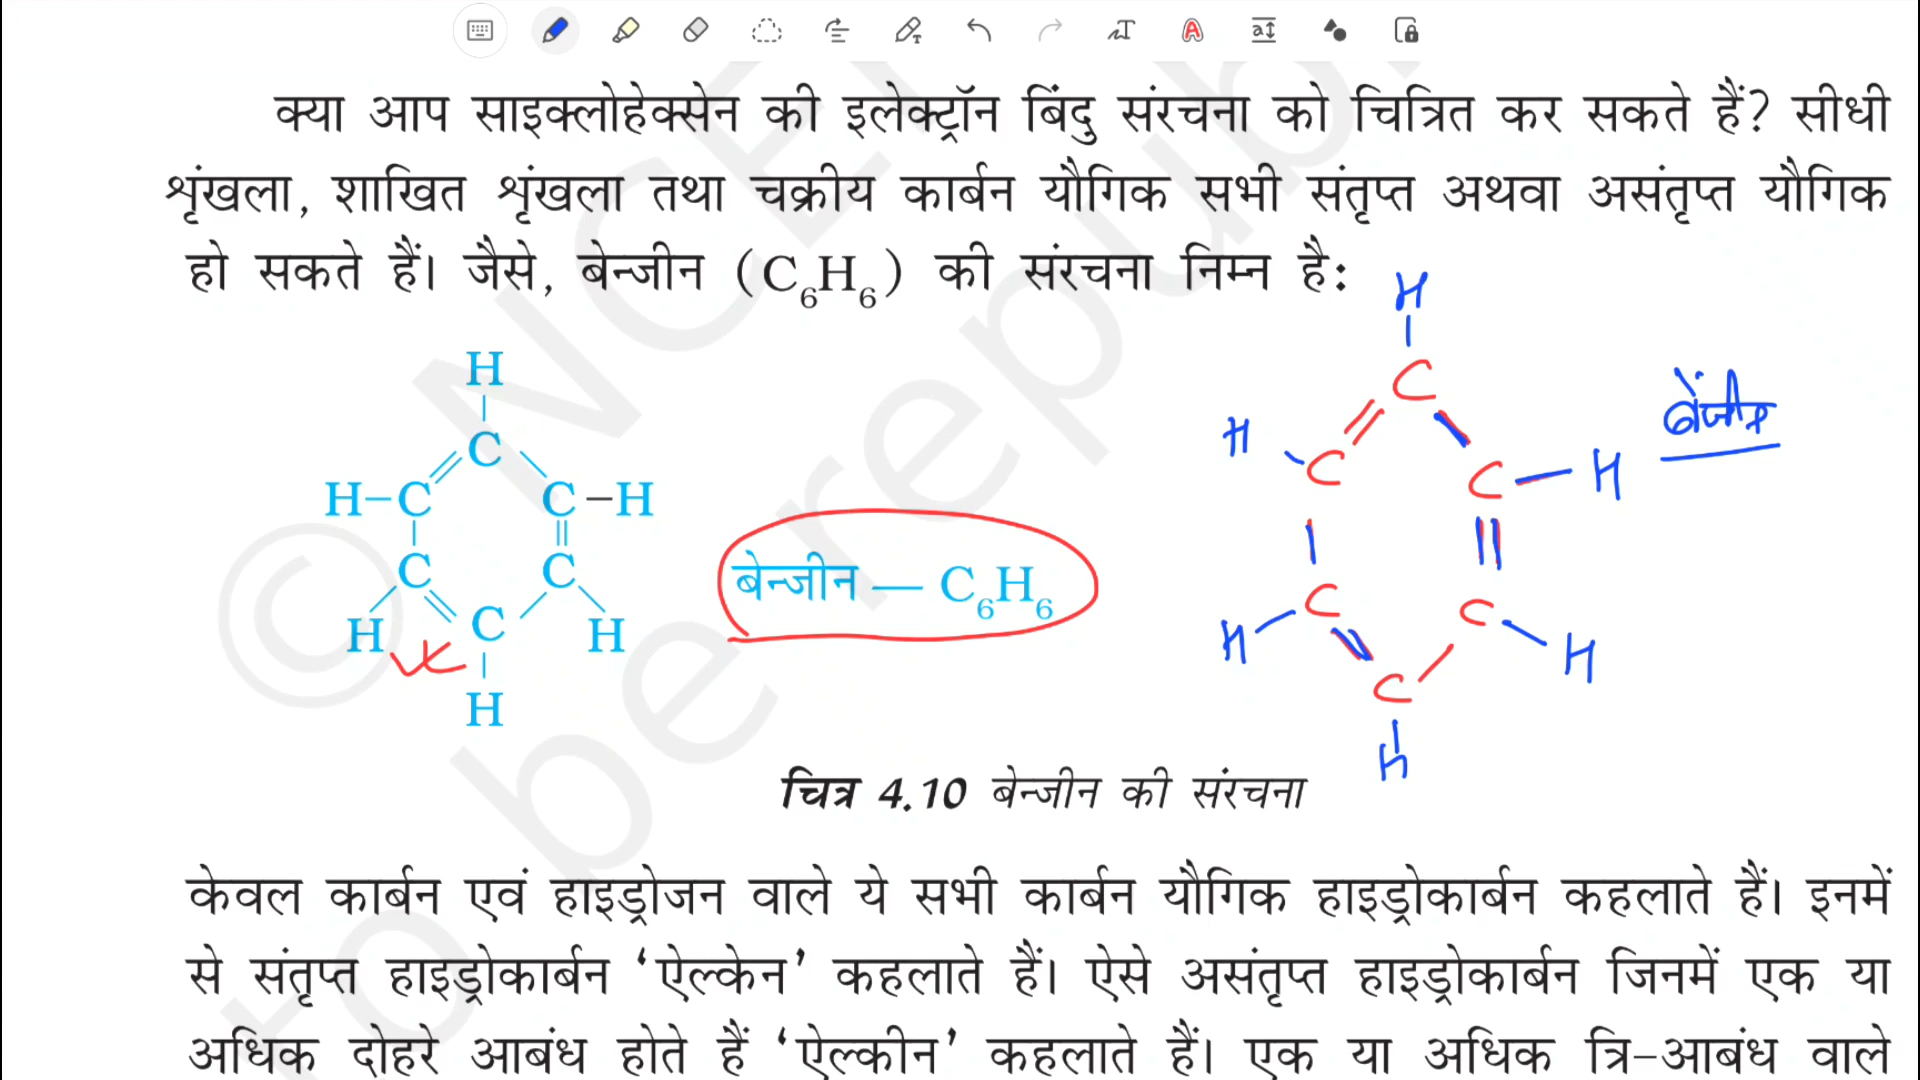 क्या आप साइक्लोहेक्सेन की इलेक्ट्रॉन बिंदु संरचना को चित्रित कर सकते हैं? सीधी
शृंखला, शाखित शृंखला तथा चक्रीय कार्बन यौगिक सभी संतृप्त अथवा असंतृप्त यौगिक
हो सकते हैं। जैसे, बेन्जीन (C₆H₆) की संरचना निम्न है:
H
C
H–C C–H
C C
H C H
H
बेन्जीन — C₆H₆
H
C
H C C – H
बेंजीन
H C C H
C
H
चित्र 4.10 बेन्जीन की संरचना
केवल कार्बन एवं हाइड्रोजन वाले ये सभी कार्बन यौगिक हाइड्रोकार्बन कहलाते हैं। इनमें
से संतृप्त हाइड्रोकार्बन ‘ऐल्केन’ कहलाते हैं। ऐसे असंतृप्त हाइड्रोकार्बन जिनमें एक या
अधिक दोहरे आबंध होते हैं ‘ऐल्कीन’ कहलाते हैं। एक या अधिक त्रि–आबंध वाले